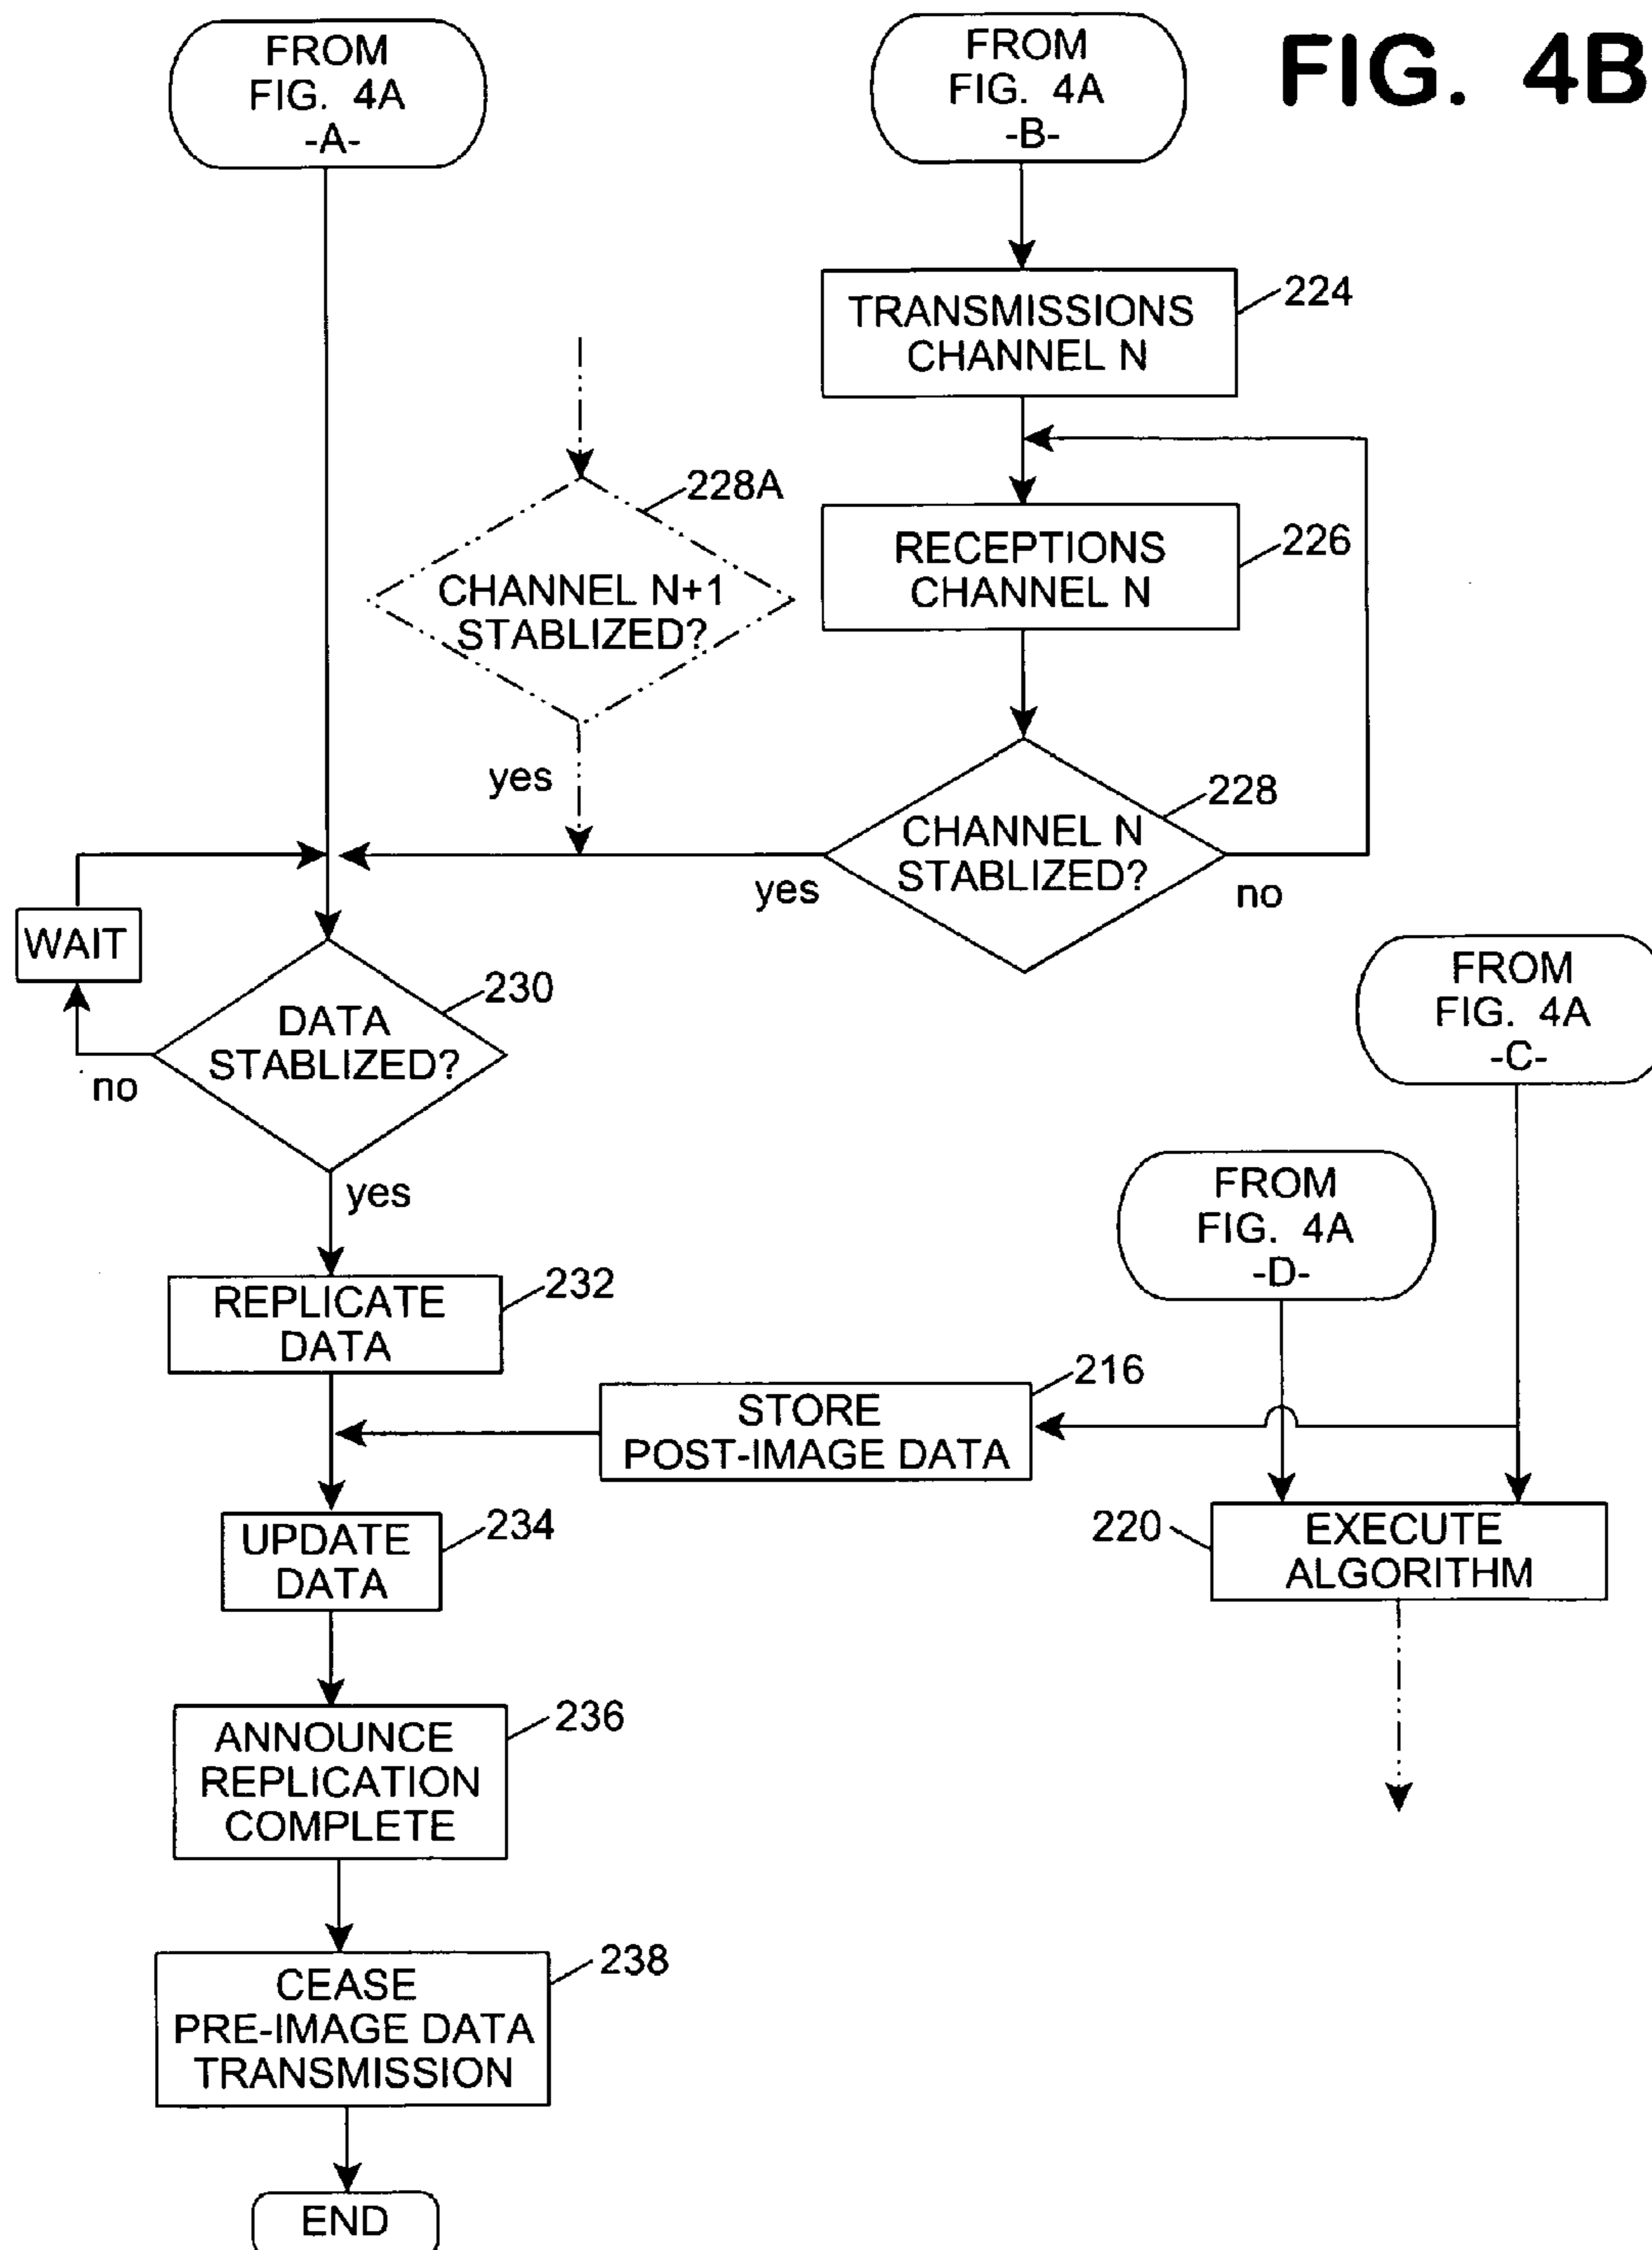 FIG. 4B
FROM
FIG. 4A
-A-
FROM
FIG. 4A
-B-
TRANSMISSIONS
CHANNEL N
224
228A
CHANNEL N+1
STABLIZED?
yes
RECEPTIONS
CHANNEL N
226
CHANNEL N
STABLIZED?
228
yes
no
WAIT
DATA
STABLIZED?
230
no
yes
FROM
FIG. 4A
-C-
FROM
FIG. 4A
-D-
REPLICATE
DATA
232
STORE
POST-IMAGE DATA
216
UPDATE
DATA
234
220
EXECUTE
ALGORITHM
ANNOUNCE
REPLICATION
COMPLETE
236
CEASE
PRE-IMAGE DATA
TRANSMISSION
238
END